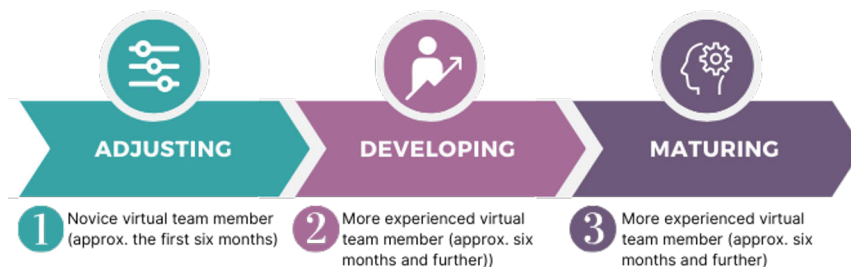 ADJUSTING
DEVELOPING
MATURING
1
Novice virtual team member
(approx. the first six months)
2
More experienced virtual
team member (approx. six
months and further))
3
More experienced virtual
team member (approx. six
months and further)